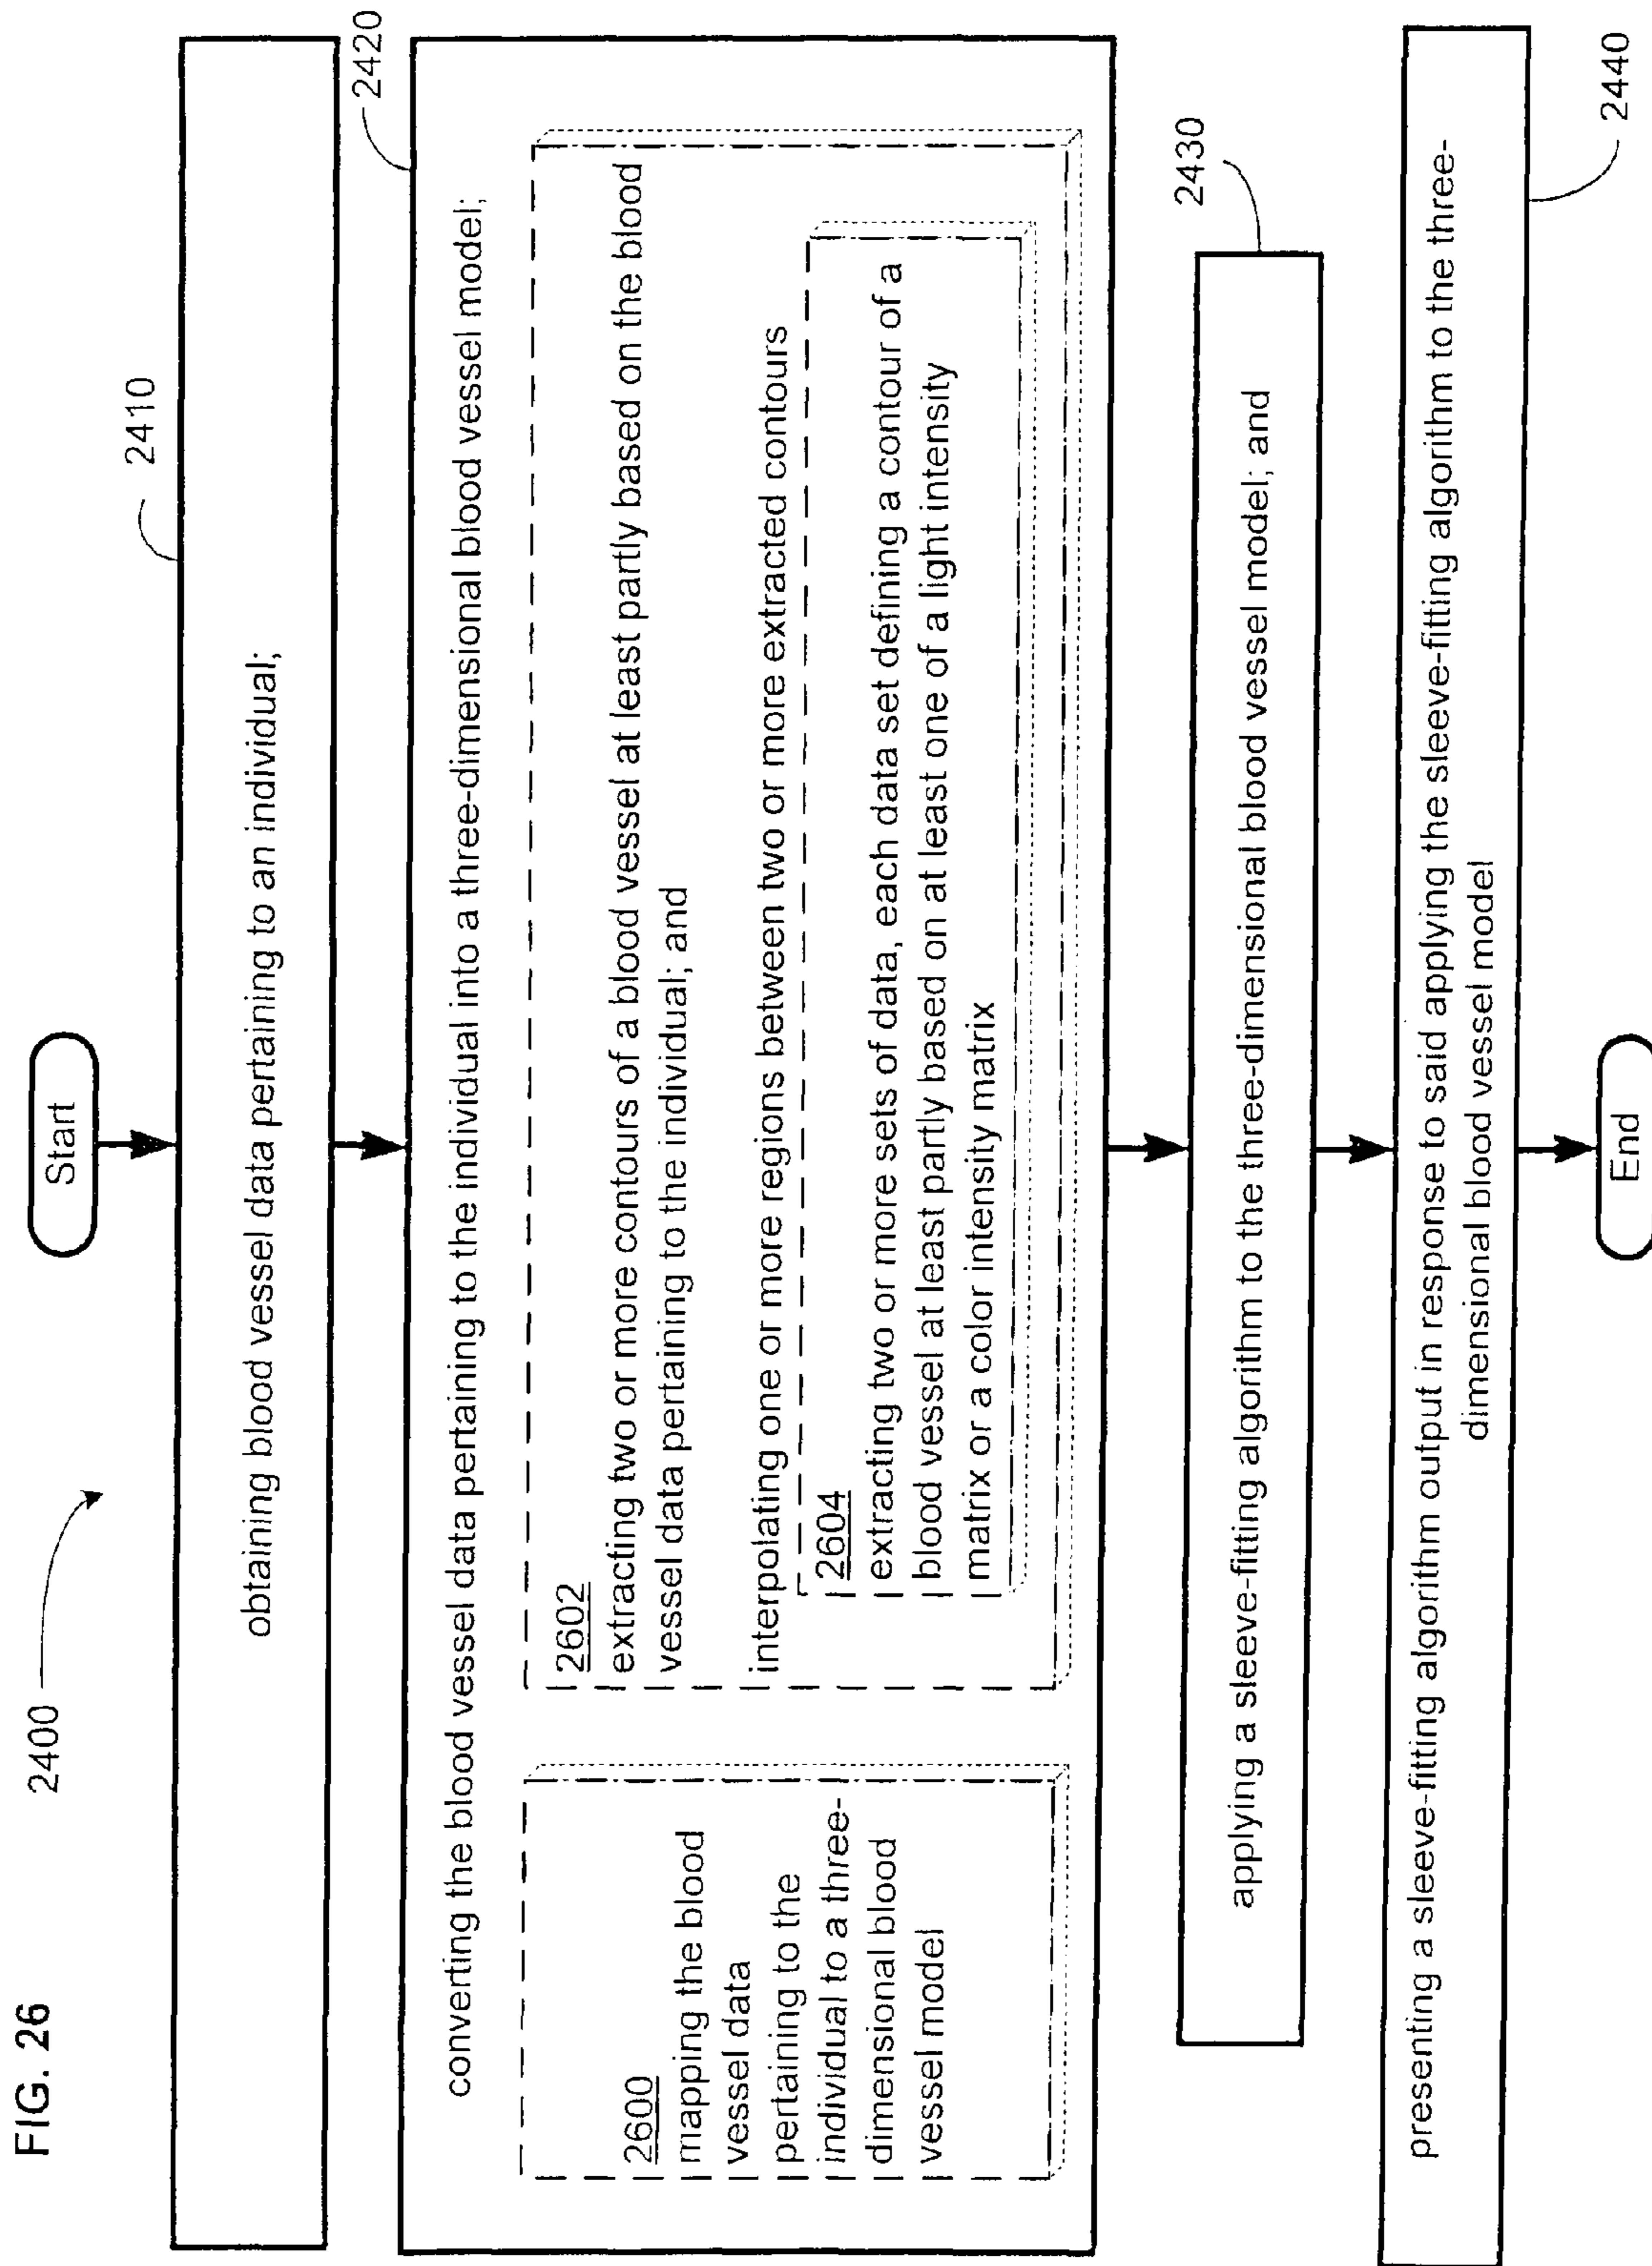 FIG. 26
2400
Start
2410
obtaining blood vessel data pertaining to an individual;
2420
converting the blood vessel data pertaining to the individual into a three-dimensional blood vessel model;
2600
mapping the blood
vessel data
pertaining to the
individual to a three-
dimensional blood
vessel model
2602
extracting two or more contours of a blood vessel at least partly based on the blood
vessel data pertaining to the individual; and
interpolating one or more regions between two or more extracted contours
2604
extracting two or more sets of data, each data set defining a contour of a
blood vessel at least partly based on at least one of a light intensity
matrix or a color intensity matrix
2430
applying a sleeve-fitting algorithm to the three-dimensional blood vessel model; and
2440
presenting a sleeve-fitting algorithm output in response to said applying the sleeve-fitting algorithm to the three-
dimensional blood vessel model
End